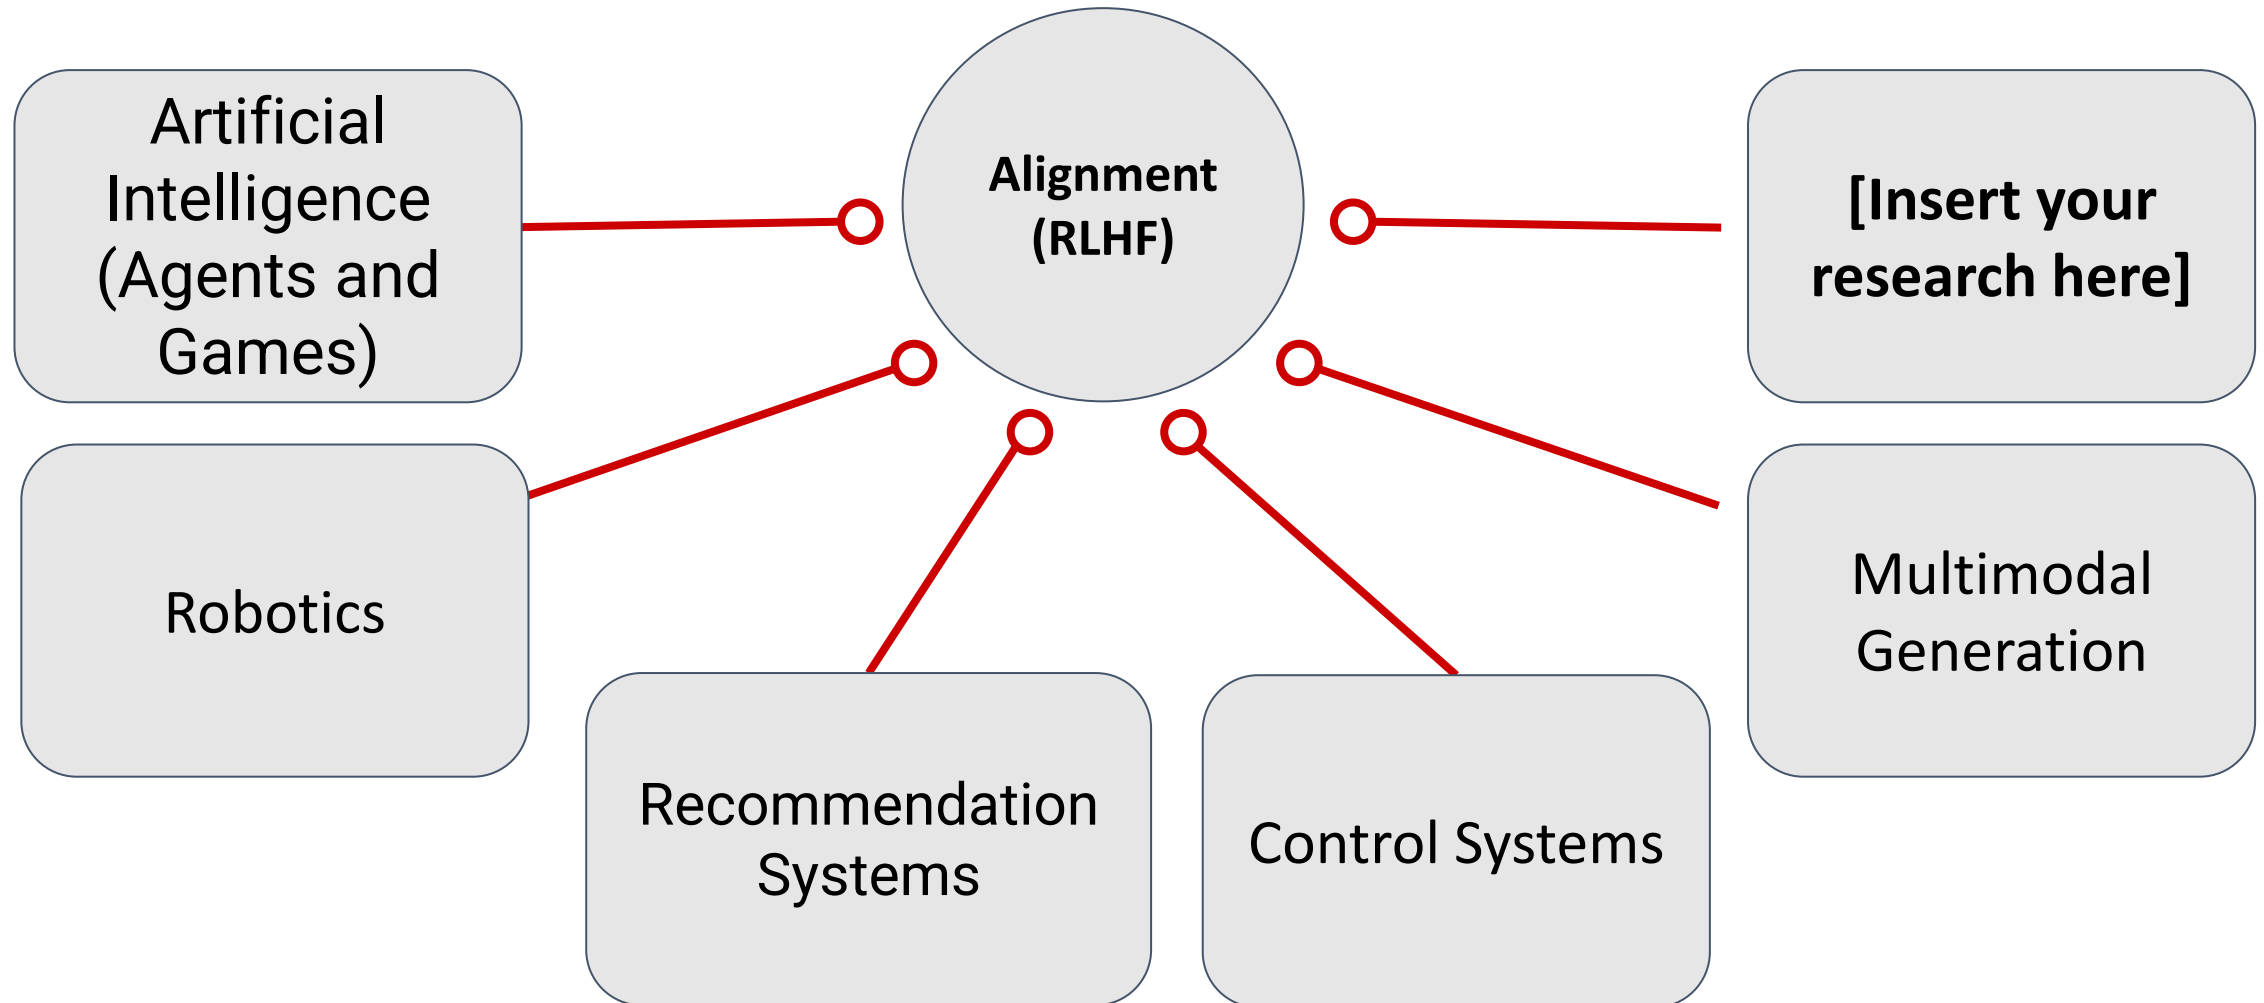 Artificial
Intelligence
(Agents and
Games)
Alignment
(RLHF)
[Insert your
research here]
Robotics
Multimodal
Generation
Recommendation
Systems
Control Systems